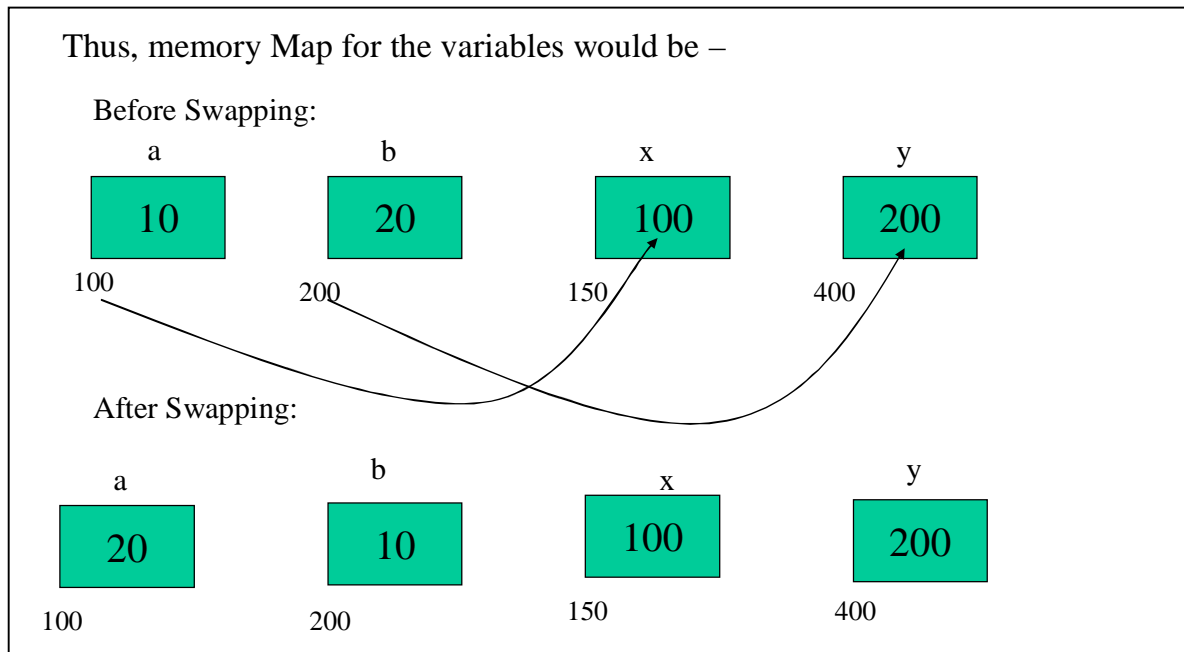 Thus, memory Map for the variables would be –
Before Swapping:
a b x y
10 20 100 200
100 200 150 400
After Swapping:
a b x y
20 10 100 200
100 200 150 400